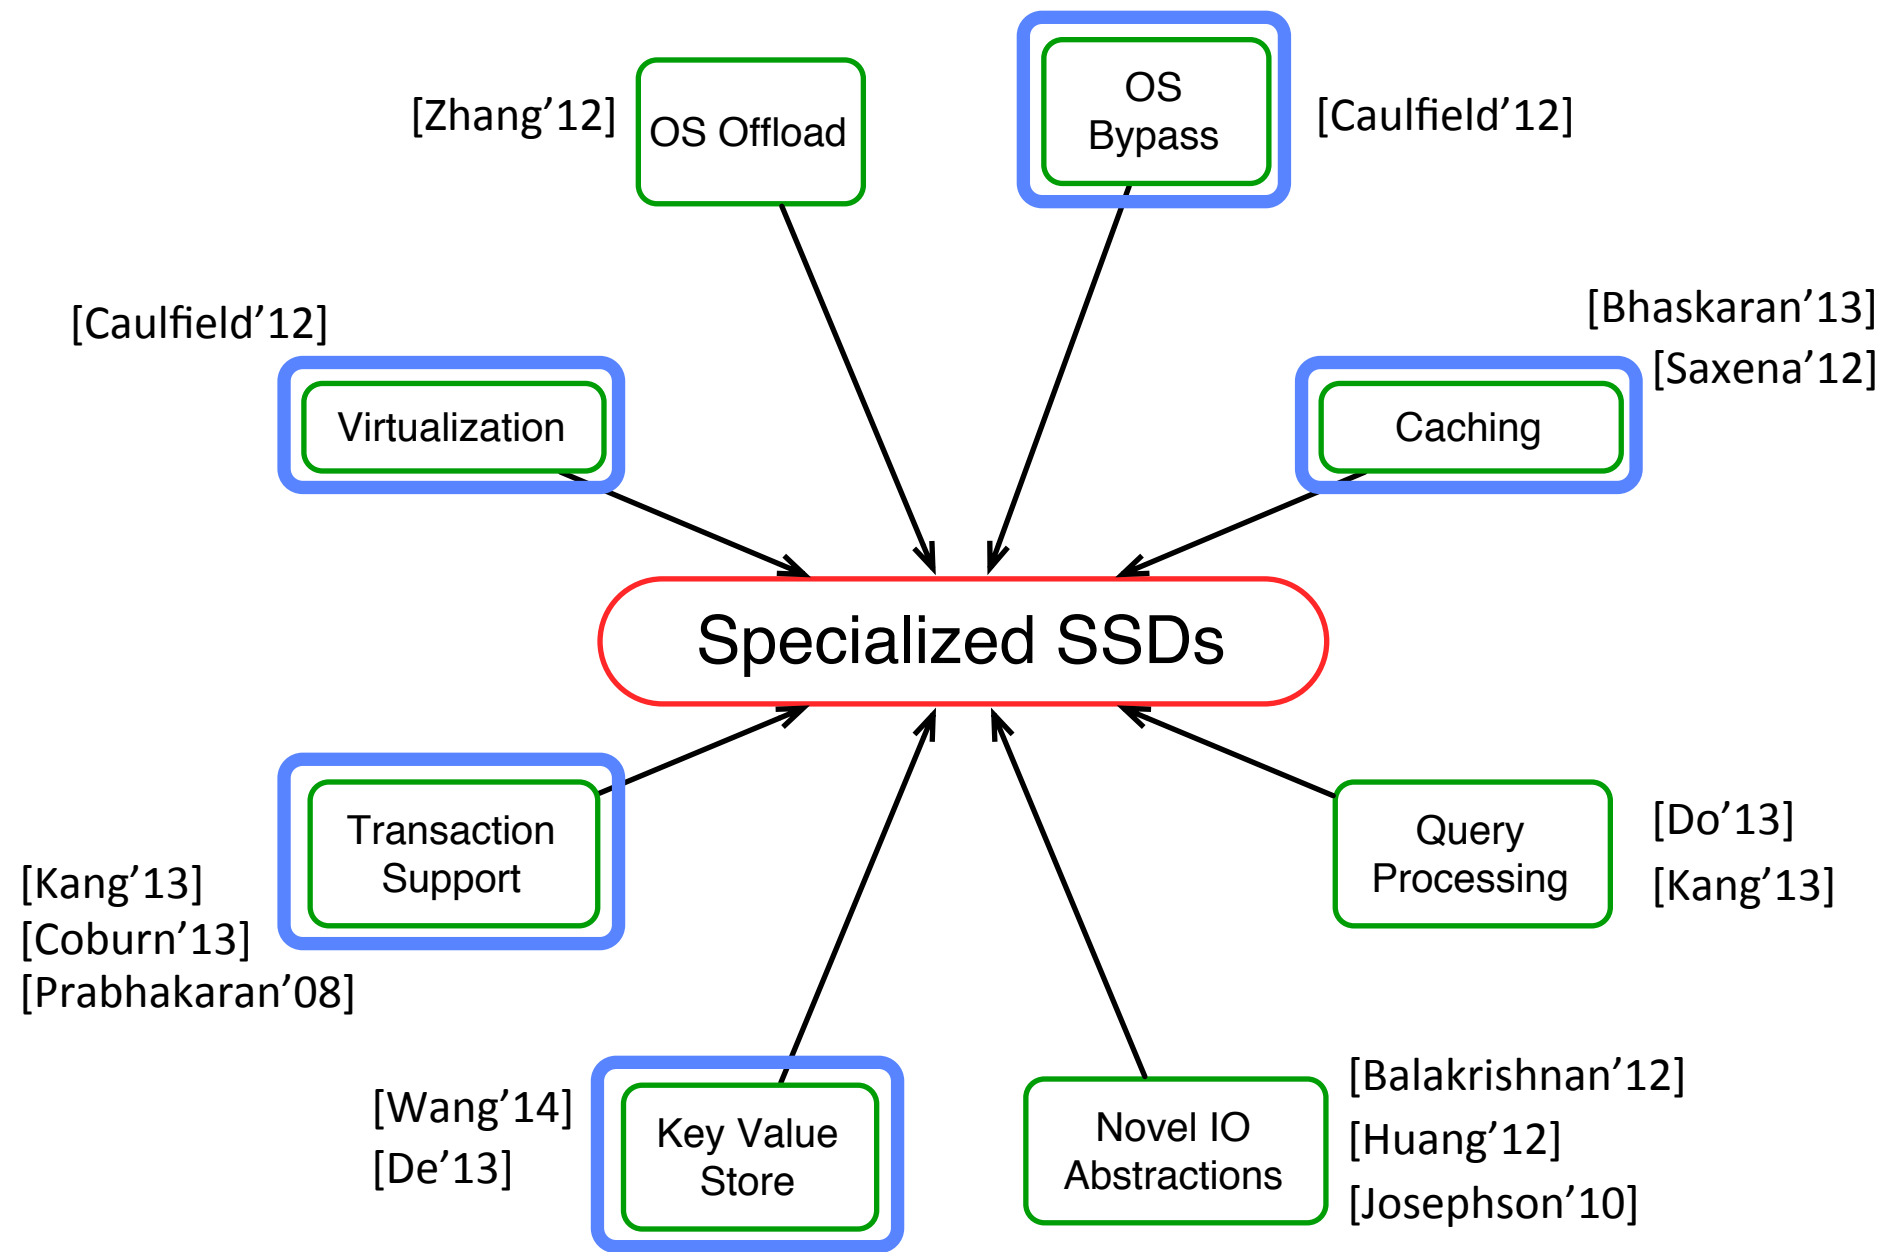 [Zhang’12]
OS Offload
OS
Bypass
[Caulfield’12]
[Caulfield’12]
Virtualization
[Bhaskaran’13]
[Saxena’12]
Caching
Specialized SSDs
Transaction
Support
[Kang’13]
[Coburn’13]
[Prabhakaran’08]
Query
Processing
[Do’13]
[Kang’13]
[Wang’14]
[De’13]
Key Value
Store
Novel IO
Abstractions
[Balakrishnan’12]
[Huang’12]
[Josephson’10]